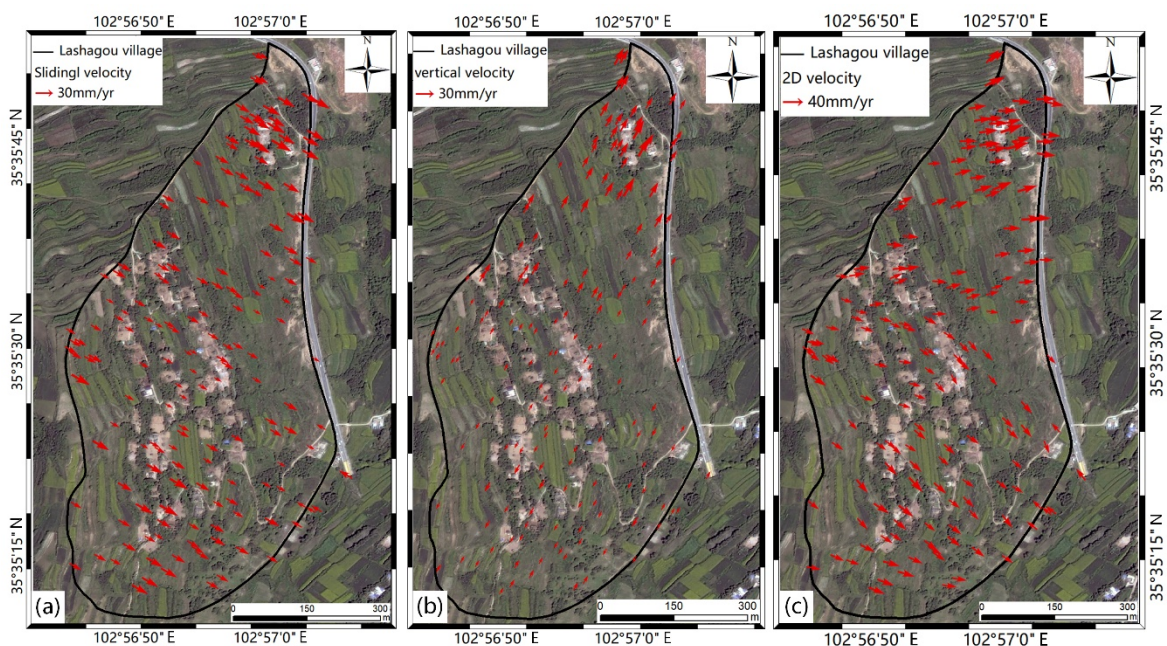 102°56'50" E
102°57'0" E
102°56'50" E
102°57'0" E
102°56'50" E
102°57'0" E
Lashagou village
Slidingl velocity
30mm/yr
N
Lashagou village
vertical velocity
30mm/yr
N
Lashagou village
2D velocity
40mm/yr
N
35°35'45" N
35°35'30" N
35°35'15" N
35°35'45" N
35°35'30" N
35°35'15" N
(a)
0 150 300
m
(b)
0 150 300
m
(c)
0 150 300
m
102°56'50" E
102°57'0" E
102°56'50" E
102°57'0" E
102°56'50" E
102°57'0" E